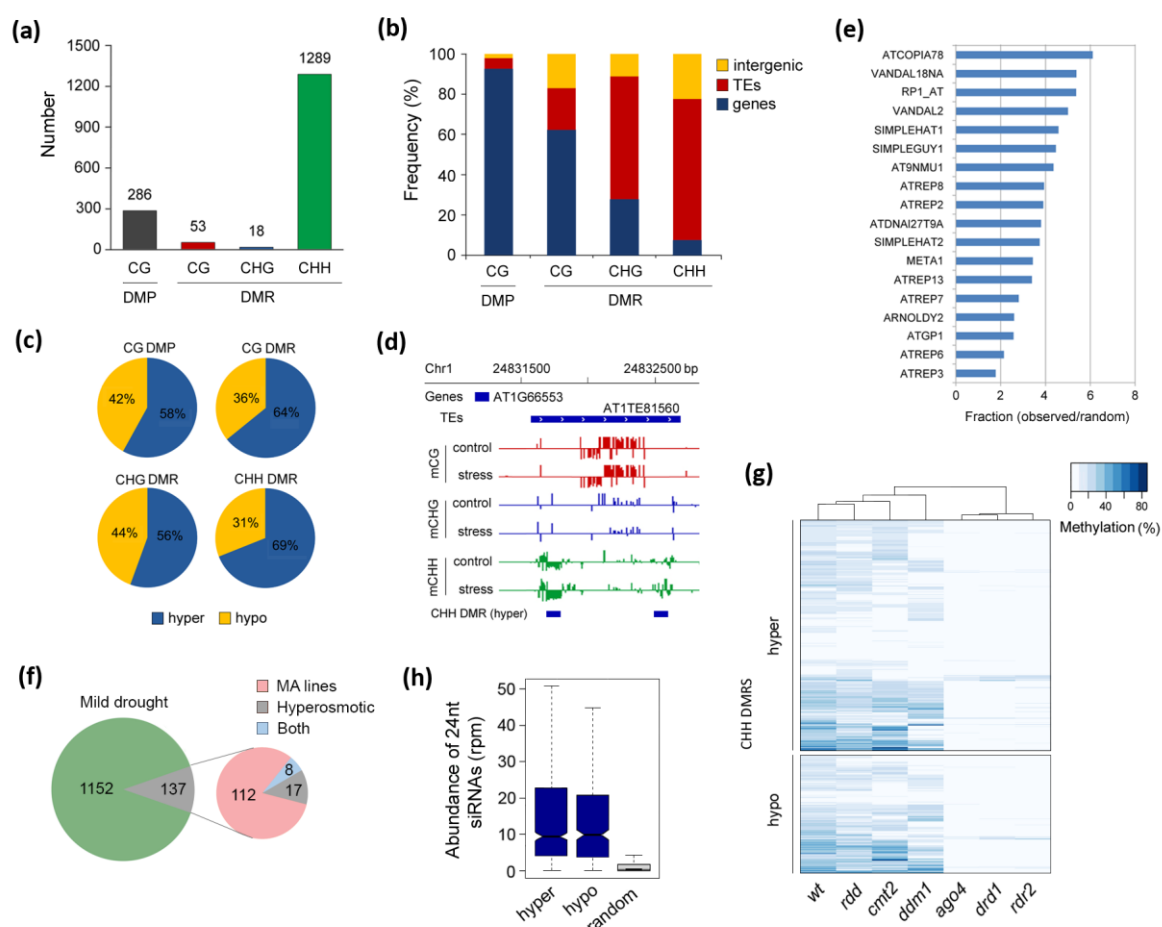 (a)
Number
1500
1200
900
600
300
0
286
53
18
1289
CG
CG
CHG
CHH
DMP
DMR
(b)
Frequency (%)
100
80
60
40
20
0
intergenic
TEs
genes
CG
CG
CHG
CHH
DMP
DMR
(c)
CG DMP
CG DMR
42%
58%
36%
64%
CHG DMR
CHH DMR
44%
56%
31%
69%
hyper
hypo
(d)
Chr1
24831500
24832500 bp
Genes
AT1G66553
TEs
AT1TE81560
mCG
control
stress
mCHG
control
stress
mCHH
control
stress
CHH DMR (hyper)
(e)
ATCOPIA78
VANDAL18NA
RP1_AT
VANDAL2
SIMPLEHAT1
SIMPLEGUY1
AT9NMU1
ATREP8
ATREP2
ATDNAI27T9A
SIMPLEHAT2
META1
ATREP13
ATREP7
ARNOLDY2
ATGP1
ATREP6
ATREP3
0 2 4 6 8
Fraction (observed/random)
(f)
Mild drought
MA lines
Hyperosmotic
Both
1152
137
112
8
17
(h)
Abundance of 24nt
siRNAs (rpm)
50
40
30
20
10
0
hyper
hypo
random
(g)
0 40 80
Methylation (%)
CHH DMRS
hyper
hypo
wt
rdd
cmt2
ddm1
ago4
drd1
rdr2